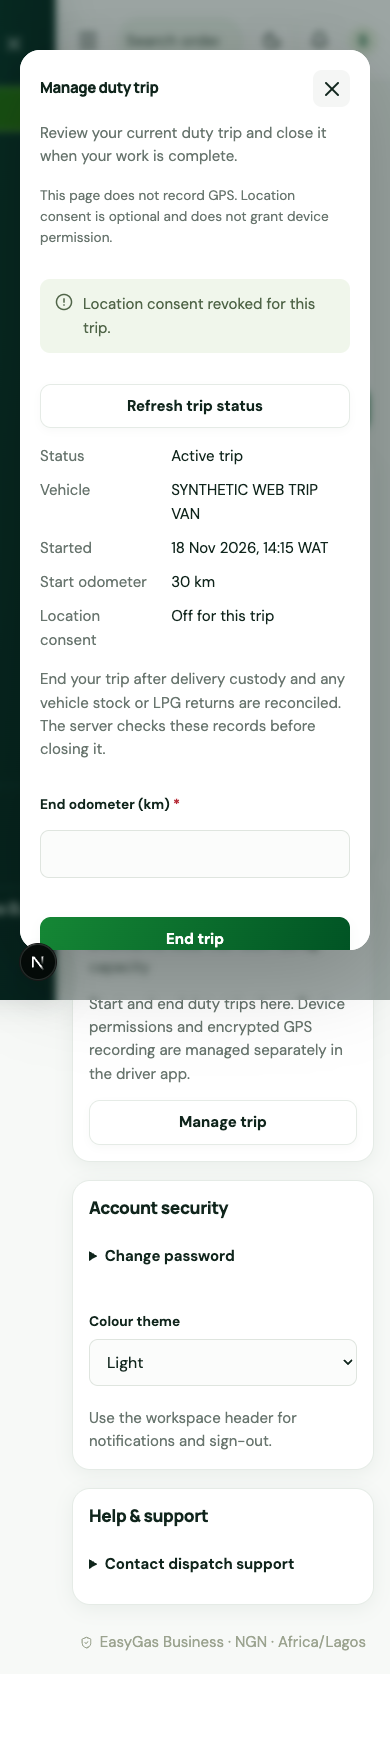 Manage duty trip
Review your current duty trip and close it
when your work is complete.
This page does not record GPS. Location
consent is optional and does not grant device
permission.
Location consent revoked for this
trip.
Refresh trip status
Status Active trip
Vehicle SYNTHETIC WEB TRIP
VAN
Started 18 Nov 2026, 14:15 WAT
Start odometer 30 km
Location Off for this trip
consent
End your trip after delivery custody and any
vehicle stock or LPG returns are reconciled.
The server checks these records before
closing it.
End odometer (km) *
End trip
N
capacity.
Start and end duty trips here. Device
permissions and encrypted GPS
recording are managed separately in
the driver app.
Manage trip
Account security
Change password
Colour theme
Light
Use the workspace header for
notifications and sign-out.
Help & support
Contact dispatch support
EasyGas Business · NGN · Africa/Lagos